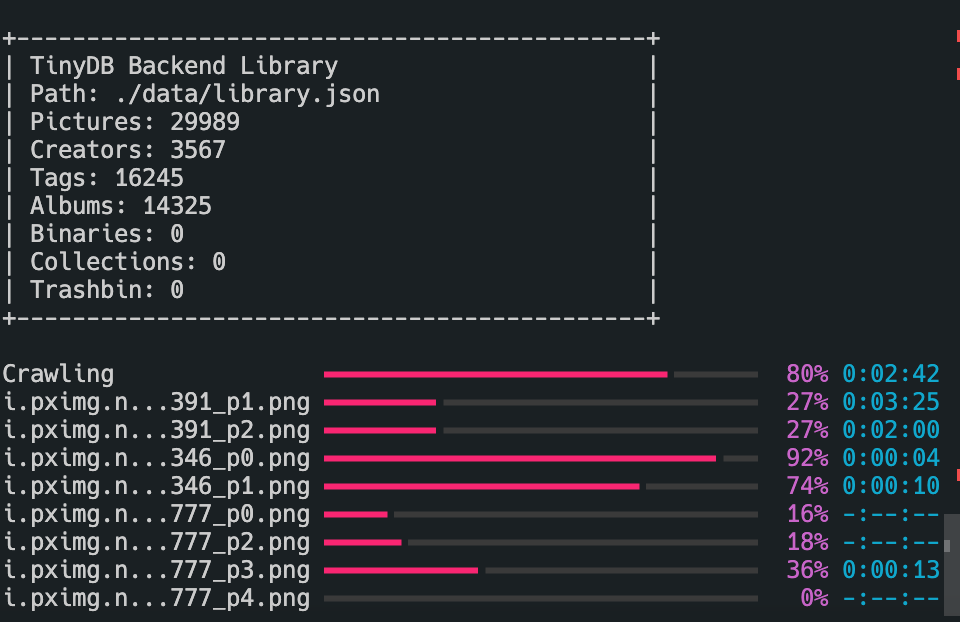 +---------------------------------------------+
| TinyDB Backend Library                      |
| Path: ./data/library.json                   |
| Pictures: 29989                             |
| Creators: 3567                              |
| Tags: 16245                                 |
| Albums: 14325                               |
| Binaries: 0                                 |
| Collections: 0                              |
| Trashbin: 0                                 |
+---------------------------------------------+
Crawling 80% 0:02:42
i.pximg.n...391_p1.png 27% 0:03:25
i.pximg.n...391_p2.png 27% 0:02:00
i.pximg.n...346_p0.png 92% 0:00:04
i.pximg.n...346_p1.png 74% 0:00:10
i.pximg.n...777_p0.png 16% -:--:--
i.pximg.n...777_p2.png 18% -:--:--
i.pximg.n...777_p3.png 36% 0:00:13
i.pximg.n...777_p4.png 0% -:--:--